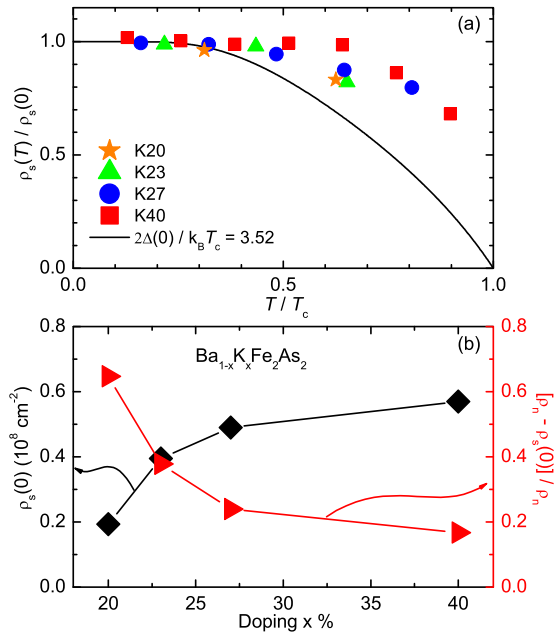 (a)
ρs(T) / ρs(0)
1.0
0.5
0.0
K20
K23
K27
K40
2Δ(0) / kBTc = 3.52
0.0 0.5 1.0
T / Tc
(b)
Ba1-xKxFe2As2
ρs(0) (10^8 cm^-2)
0.8
0.6
0.4
0.2
0.0
0.8
0.6
0.4
0.2
0.0
[ρn - ρs(0)] / ρn
20 25 30 35 40
Doping x %